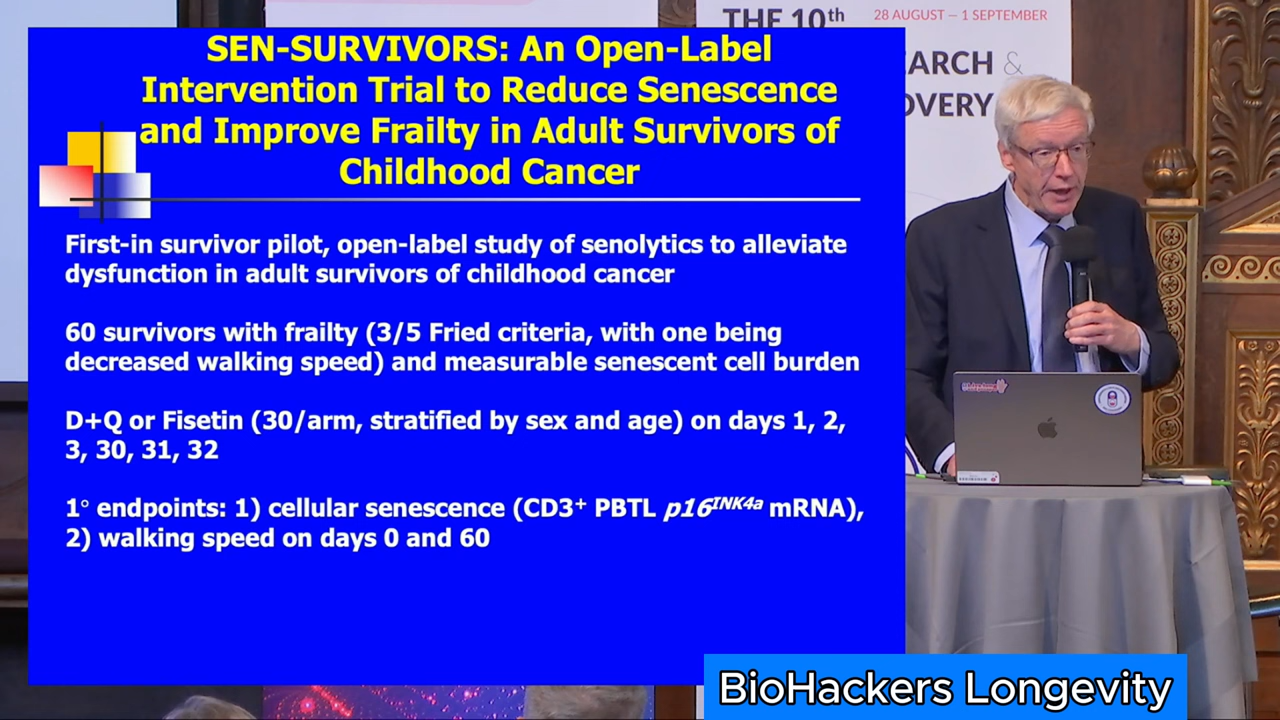 SEN-SURVIVORS: An Open-Label
Intervention Trial to Reduce Senescence
and Improve Frailty in Adult Survivors of
Childhood Cancer
First-in survivor pilot, open-label study of senolytics to alleviate
dysfunction in adult survivors of childhood cancer
60 survivors with frailty (3/5 Fried criteria, with one being
decreased walking speed) and measurable senescent cell burden
D+Q or Fisetin (30/arm, stratified by sex and age) on days 1, 2,
3, 30, 31, 32
1° endpoints: 1) cellular senescence (CD3⁺ PBTL p16ᴵᴺᴷ⁴ᵃ mRNA),
2) walking speed on days 0 and 60
THE 10th
28 AUGUST — 1 SEPTEMBER
EARCH &
OVERY
BioHackers Longevity